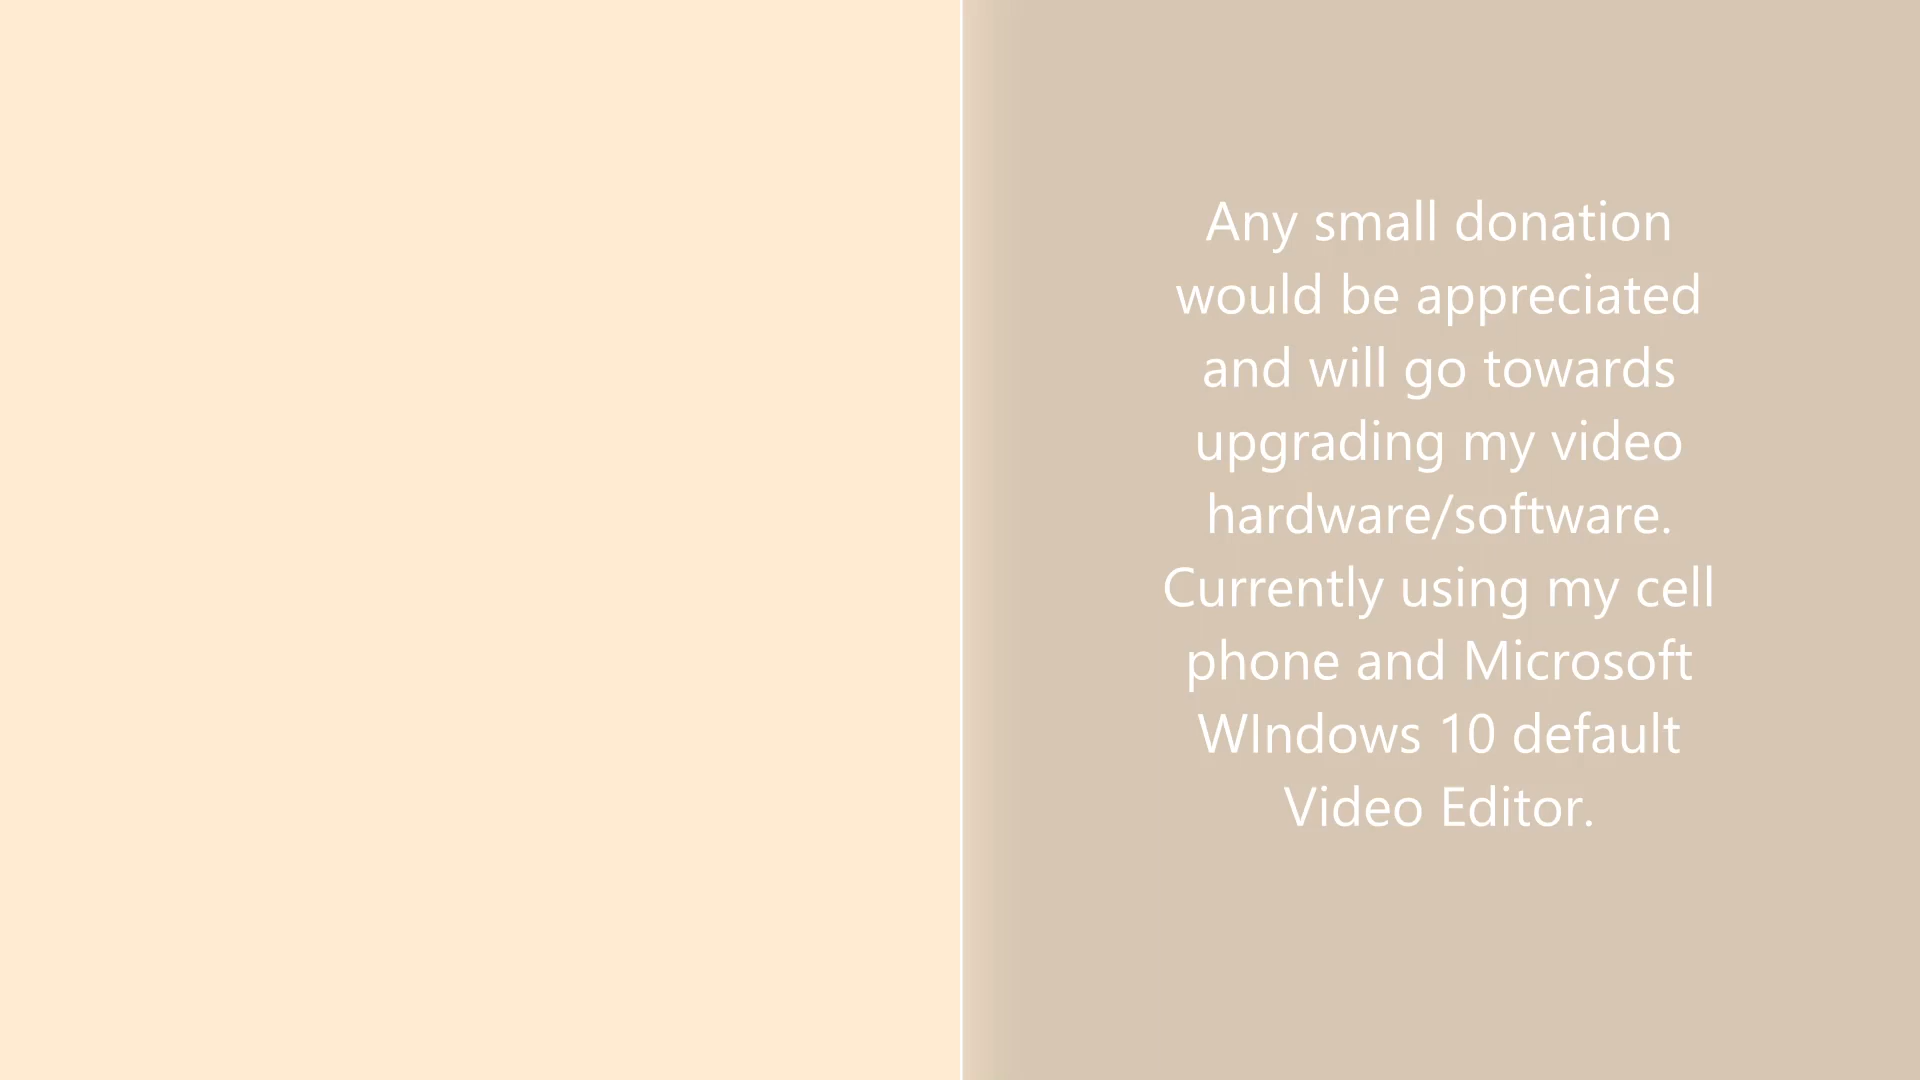 Any small donation
would be appreciated
and will go towards
upgrading my video
hardware/software.
Currently using my cell
phone and Microsoft
WIndows 10 default
Video Editor.